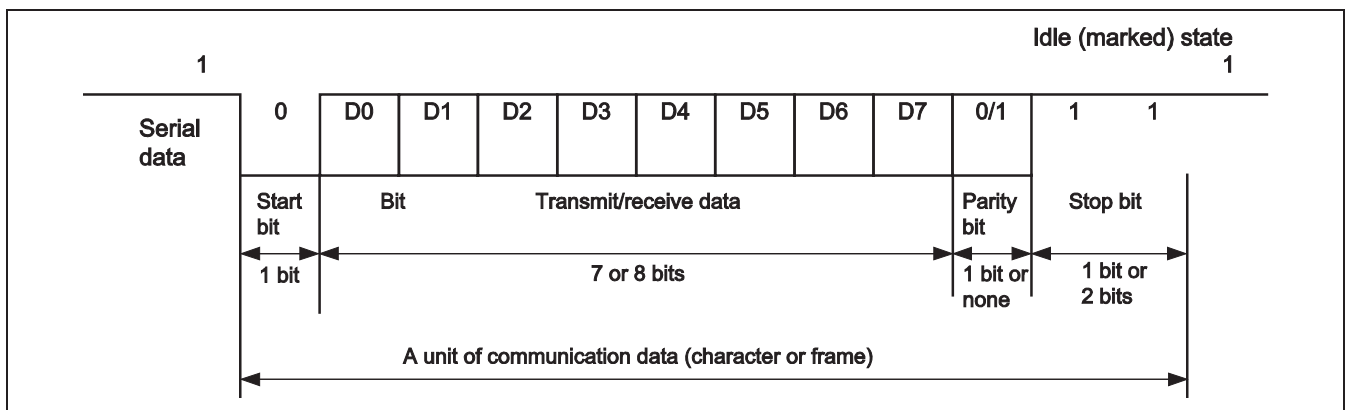 Idle (marked) state
1
1
Serial
data
0
D0
D1
D2
D3
D4
D5
D6
D7
0/1
1
1
Start
bit
Bit
Transmit/receive data
Parity
bit
Stop bit
1 bit
7 or 8 bits
1 bit or
none
1 bit or
2 bits
A unit of communication data (character or frame)